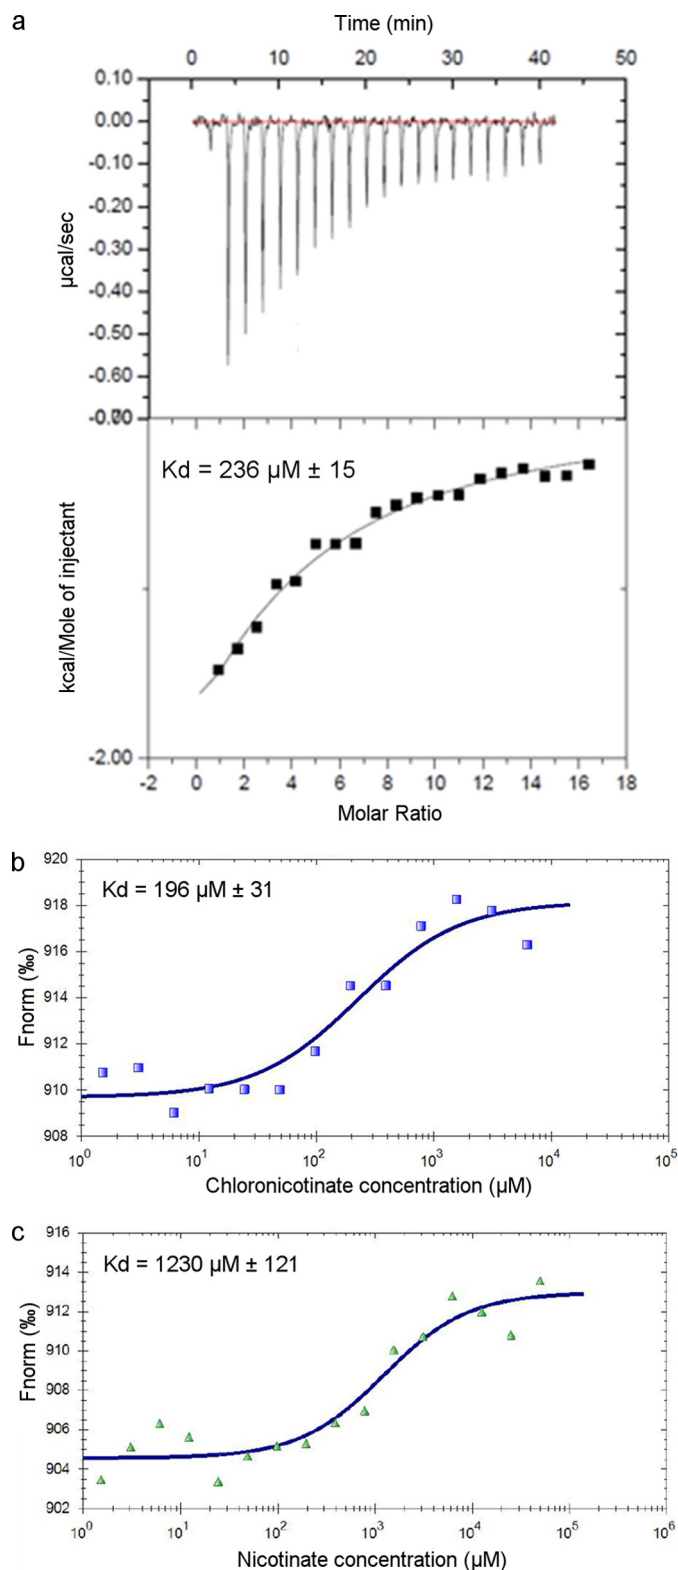 a
Time (min)
0 10 20 30 40 50
0.10
0.00
-0.10
-0.20
-0.30
-0.40
-0.50
-0.60
µcal/sec
Kd = 236 µM ± 15
kcal/Mole of injectant
-2.00
-2 0 2 4 6 8 10 12 14 16 18
Molar Ratio
b
920
918
916
914
912
910
908
Fnorm (‰)
Kd = 196 µM ± 31
10⁰ 10¹ 10² 10³ 10⁴ 10⁵
Chloronicotinate concentration (µM)
c
916
914
912
910
908
906
904
902
Fnorm (‰)
Kd = 1230 µM ± 121
10⁰ 10¹ 10² 10³ 10⁴ 10⁵ 10⁶
Nicotinate concentration (µM)